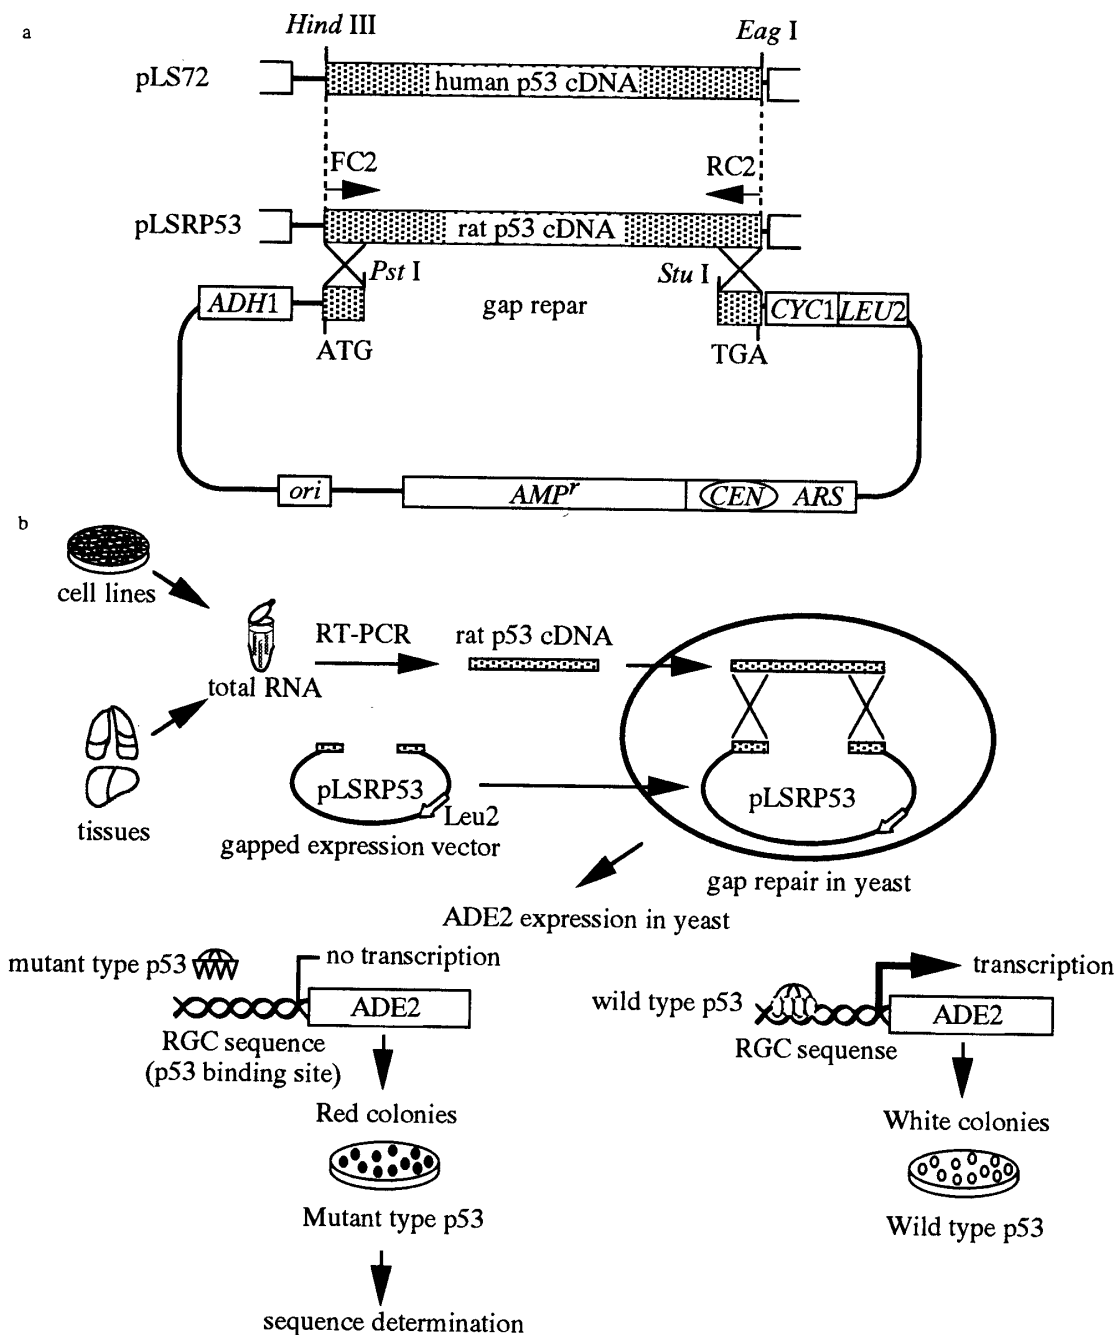 a
Hind III
Eag I
pLS72
human p53 cDNA
FC2
RC2
pLSRP53
rat p53 cDNA
Pst I
Stu I
ADH1
gap repar
CYC1
LEU2
ATG
TGA
ori
AMPr
CEN
ARS
b
cell lines
RT-PCR
rat p53 cDNA
total RNA
pLSRP53
pLSRP53
Leu2
tissues
gapped expression vector
gap repair in yeast
ADE2 expression in yeast
mutant type p53
no transcription
transcription
wild type p53
ADE2
ADE2
RGC sequence
(p53 binding site)
RGC sequense
Red colonies
White colonies
Mutant type p53
Wild type p53
sequence determination